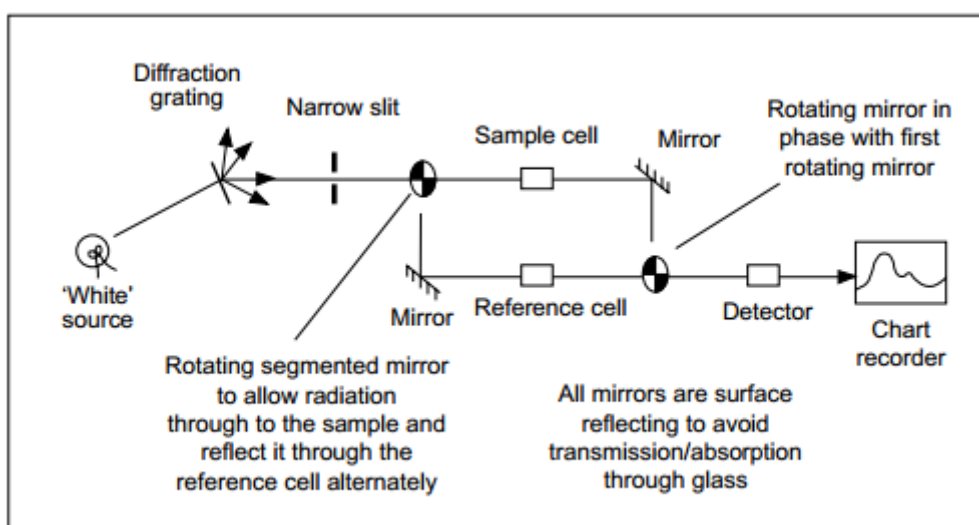 Diffraction
grating
Narrow slit
Sample cell
Mirror
Rotating mirror in
phase with first
rotating mirror
‘White’
source
Mirror
Reference cell
Detector
Chart
recorder
Rotating segmented mirror
to allow radiation
through to the sample and
reflect it through the
reference cell alternately
All mirrors are surface
reflecting to avoid
transmission/absorption
through glass